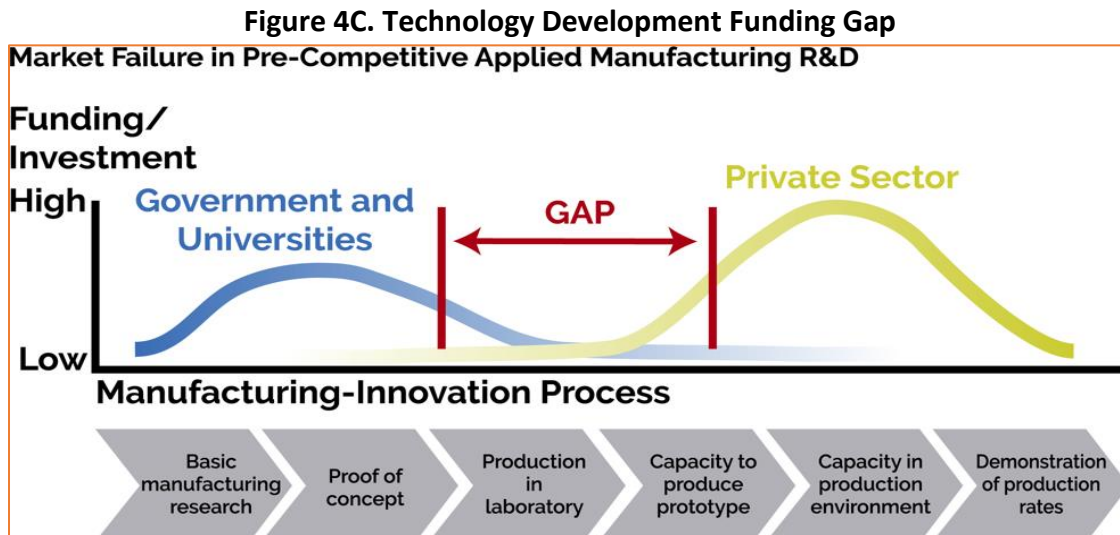 Figure 4C. Technology Development Funding Gap
Market Failure in Pre-Competitive Applied Manufacturing R&D
Funding/
Investment
High
Government and
Universities
GAP
Private Sector
Low
Manufacturing-Innovation Process
Basic
manufacturing
research
Proof of
concept
Production
in
laboratory
Capacity to
produce
prototype
Capacity in
production
environment
Demonstration
of production
rates